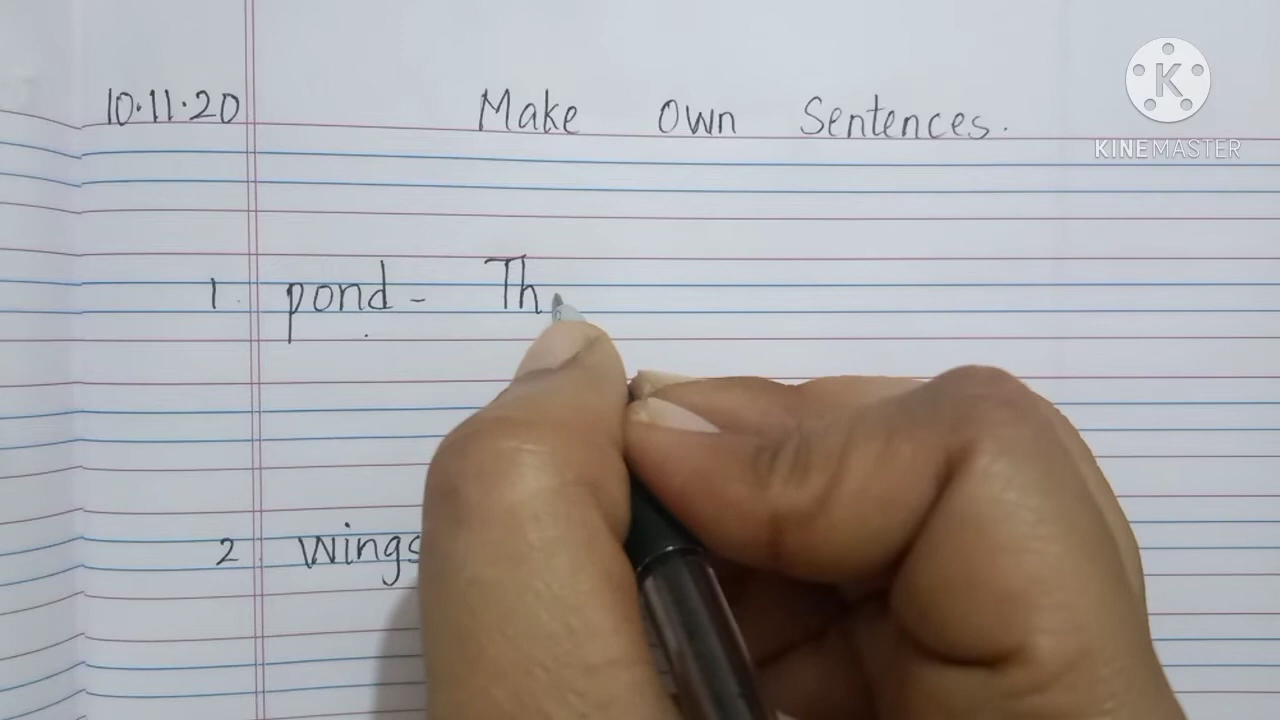 10.11.20 Make Own Sentences.
K
KINEMASTER
1. pond - Th
2. wings